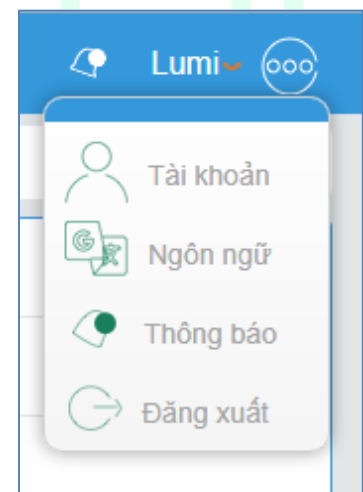 Lumi
Tài khoản
G
Ngôn ngữ
Thông báo
Đăng xuất